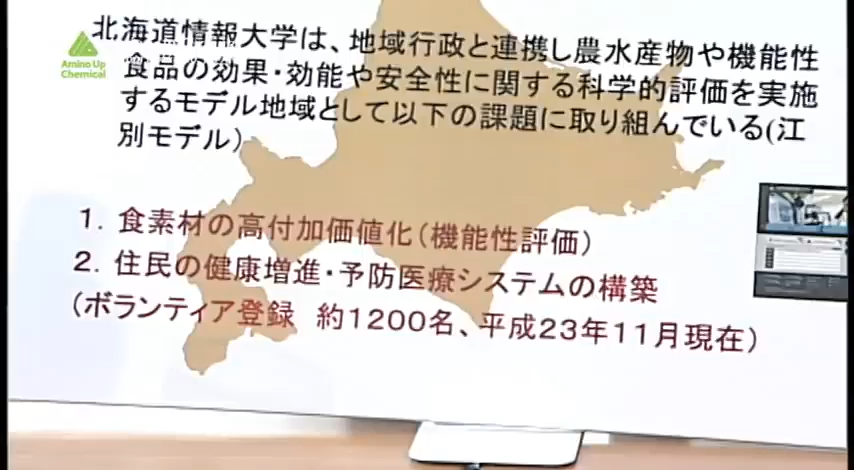 Amino Up
Chemical
北海道情報大学は、地域行政と連携し農水産物や機能性
食品の効果・効能や安全性に関する科学的評価を実施
するモデル地域として以下の課題に取り組んでいる(江
別モデル)
1. 食素材の高付加価値化(機能性評価)
2. 住民の健康増進・予防医療システムの構築
(ボランティア登録 約1200名、平成23年11月現在)